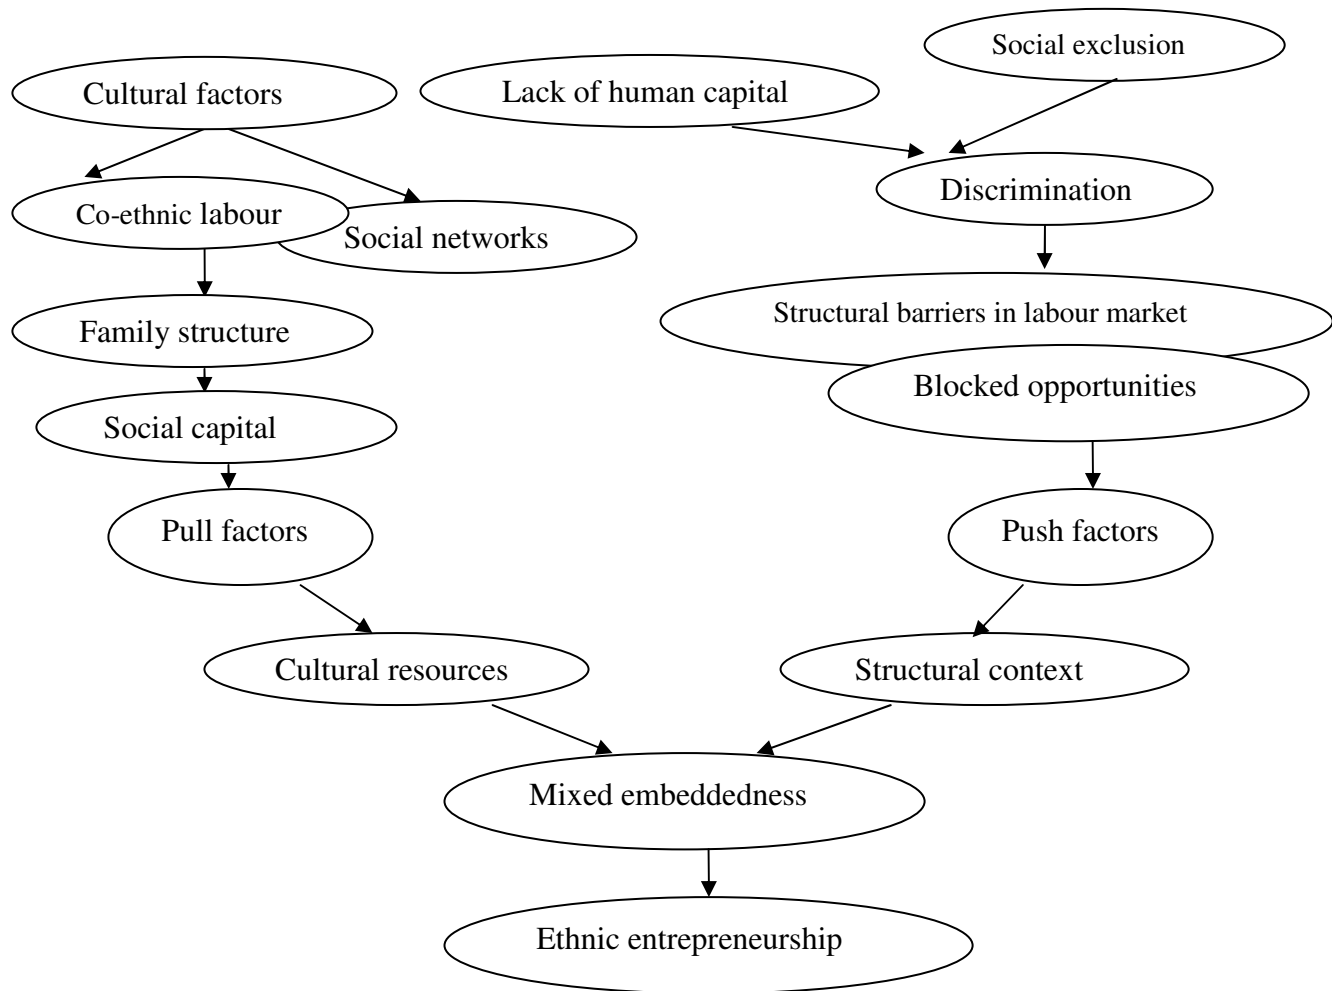 Social exclusion
Cultural factors
Lack of human capital
Discrimination
Co-ethnic labour
Social networks
Structural barriers in labour market
Family structure
Blocked opportunities
Social capital
Pull factors
Push factors
Cultural resources
Structural context
Mixed embeddedness
Ethnic entrepreneurship